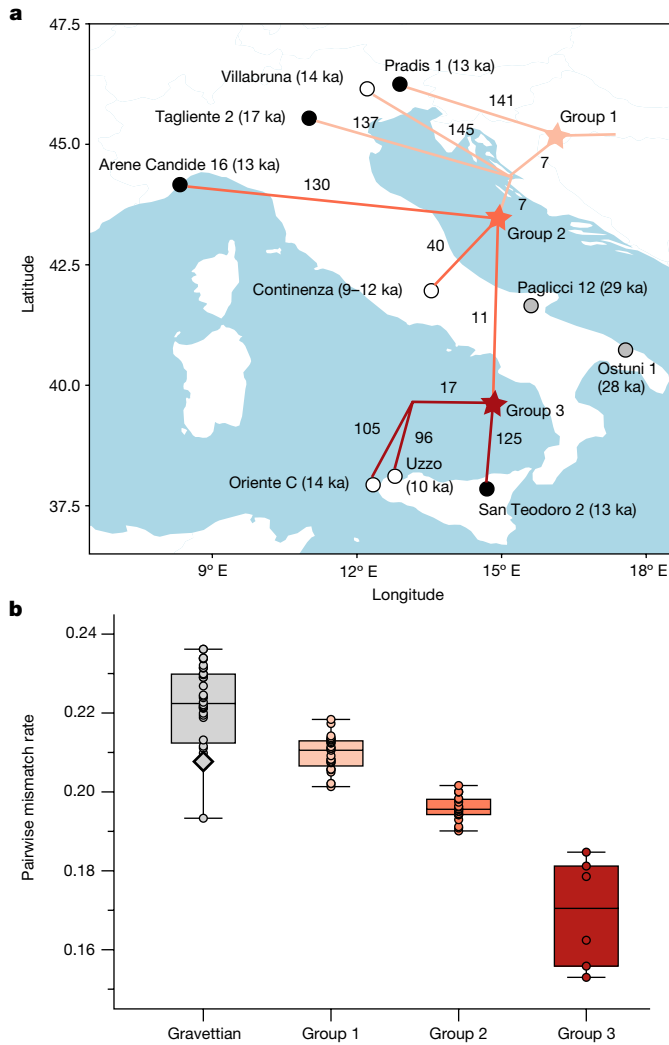 a
47.5
45.0
42.5
40.0
37.5
Latitude
Villabruna (14 ka)
Pradis 1 (13 ka)
Tagliente 2 (17 ka)
137
145
141
Group 1
7
Arene Candide 16 (13 ka)
130
7
Group 2
40
Continenza (9–12 ka)
Paglicci 12 (29 ka)
11
Ostuni 1
(28 ka)
17
Group 3
105
96
125
Oriente C (14 ka)
Uzzo
(10 ka)
San Teodoro 2 (13 ka)
9° E
12° E
15° E
18° E
Longitude
b
0.24
0.22
0.20
0.18
0.16
Pairwise mismatch rate
Gravettian
Group 1
Group 2
Group 3